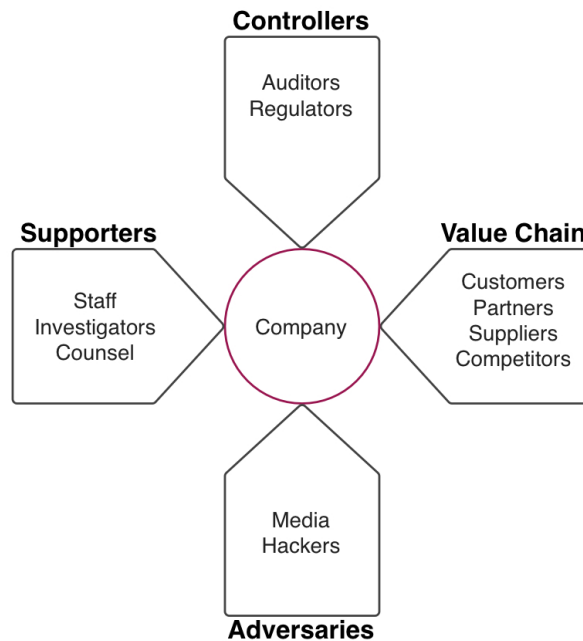 Controllers
Auditors
Regulators
Supporters
Staff
Investigators
Counsel
Company
Value Chain
Customers
Partners
Suppliers
Competitors
Media
Hackers
Adversaries